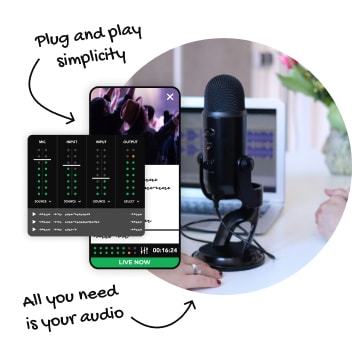 Plug and play
simplicity
MIC INPUT INPUT OUTPUT
SOURCE SOURCE SOURCE SELECT
00:16:24
LIVE NOW
All you need
is your audio